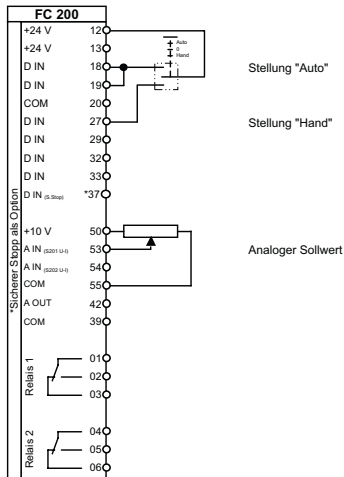 FC 200
+24 V 12
+24 V 13
D IN 18
D IN 19
COM 20
D IN 27
D IN 29
D IN 32
D IN 33
D IN (S.Stop) *37
+10 V 50
A IN (S201 U-I) 53
A IN (S202 U-I) 54
COM 55
A OUT 42
COM 39
*Sicherer Stopp als Option
Relais 1
01
02
03
Relais 2
04
05
06
Auto
0
Hand
Stellung "Auto"
Stellung "Hand"
Analoger Sollwert